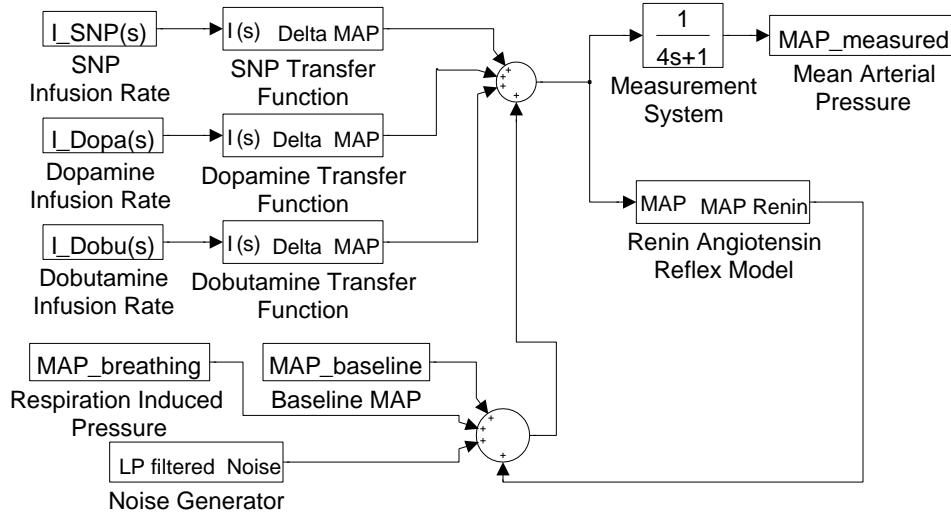 I_SNP(s)
SNP
Infusion Rate
I (s) Delta MAP
SNP Transfer
Function
I_Dopa(s)
Dopamine
Infusion Rate
I (s) Delta MAP
Dopamine Transfer
Function
I_Dobu(s)
Dobutamine
Infusion Rate
I (s) Delta MAP
Dobutamine Transfer
Function
+
+
+
+
1
4s+1
Measurement
System
MAP_measured
Mean Arterial
Pressure
MAP MAP Renin
Renin Angiotensin
Reflex Model
MAP_breathing
Respiration Induced
Pressure
MAP_baseline
Baseline MAP
LP filtered Noise
Noise Generator
+
+
+
+